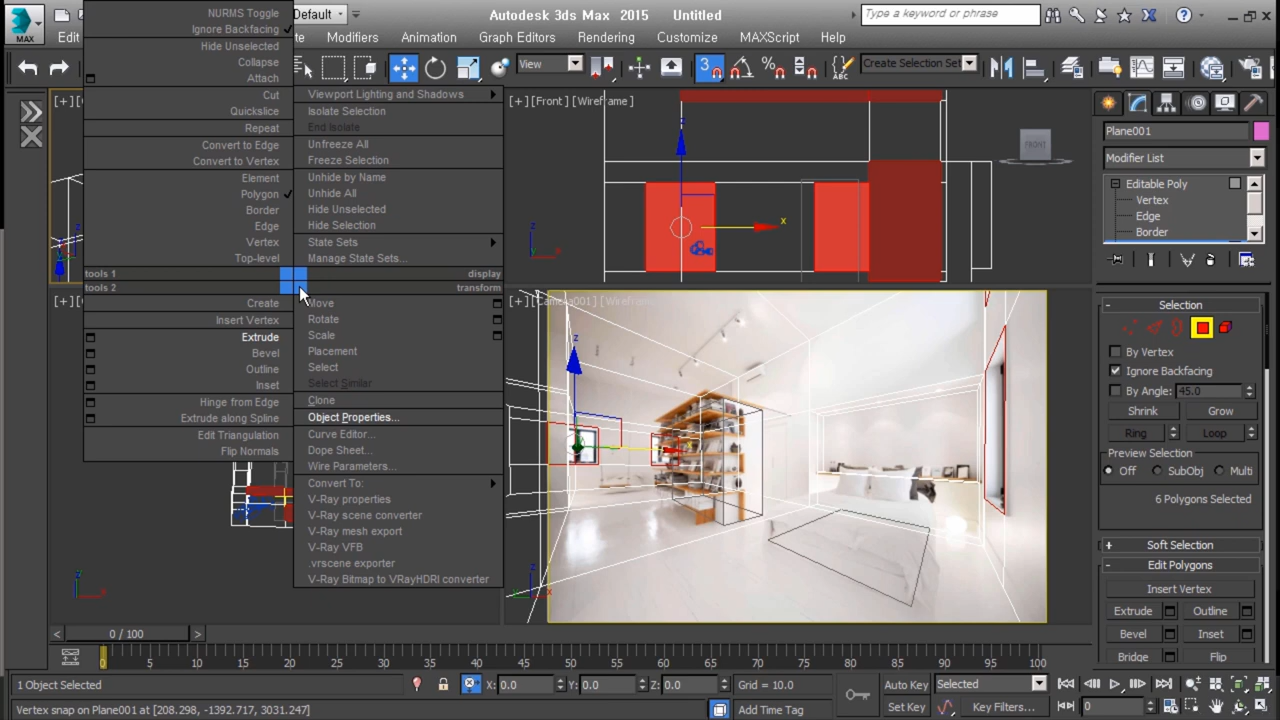 Autodesk 3ds Max 2015 Untitled
Type a keyword or phrase
MAX
Default
Edit
Modifiers
Animation
Graph Editors
Rendering
Customize
MAXScript
Help
View
3
Create Selection Set
NURMS Toggle
Ignore Backfacing
Hide Unselected
Collapse
Attach
Cut
Quickslice
Repeat
Convert to Edge
Convert to Vertex
Element
Polygon
Border
Edge
Vertex
Top-level
tools 1
tools 2
Create
Insert Vertex
Extrude
Bevel
Outline
Inset
Hinge from Edge
Extrude along Spline
Edit Triangulation
Flip Normals
Viewport Lighting and Shadows
Isolate Selection
End Isolate
Unfreeze All
Freeze Selection
Unhide by Name
Unhide All
Hide Unselected
Hide Selection
State Sets
Manage State Sets...
display
transform
Move
Rotate
Scale
Placement
Select
Select Similar
Clone
Object Properties...
Curve Editor...
Dope Sheet...
Wire Parameters...
Convert To:
V-Ray properties
V-Ray scene converter
V-Ray mesh export
V-Ray VFB
.vrscene exporter
V-Ray Bitmap to VRayHDRI converter
[+] [Front] [Wireframe]
FRONT
x
z
x
[+] [Camera001] [Wireframe]
z
z
x
z
x
Plane001
Modifier List
Editable Poly
Vertex
Edge
Border
- Selection
By Vertex
Ignore Backfacing
By Angle: 45.0
Shrink Grow
Ring Loop
Preview Selection
Off SubObj Multi
6 Polygons Selected
+ Soft Selection
- Edit Polygons
Insert Vertex
Extrude Outline
Bevel Inset
Bridge Flip
< 0 / 100 >
0 5 10 15 20 25 30 35 40 45 50 55 60 65 70 75 80 85 90 95 100
1 Object Selected
X: 0.0 Y: 0.0 Z: 0.0 Grid = 10.0
Auto Key Selected
Vertex snap on Plane001 at [208.298, -1392.717, 3031.247]
Add Time Tag
Set Key Key Filters... 0